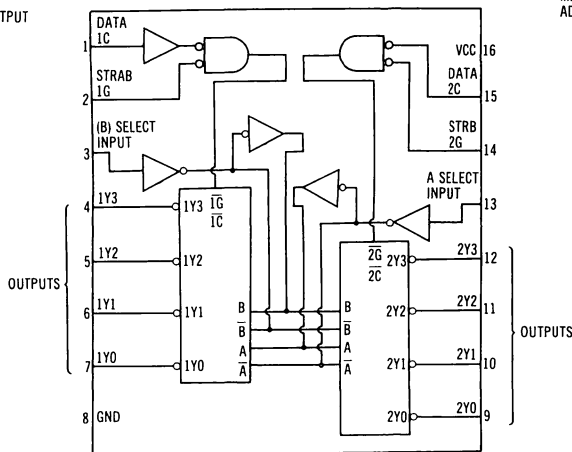 TPUT
AD
DATA
1C
1
STRAB
1G
2
(B) SELECT
INPUT
3
VCC 16
DATA
2C 15
STRB
2G 14
A SELECT
INPUT
13
4 1Y3
5 1Y2
6 1Y1
7 1Y0
OUTPUTS
8 GND
1Y3 1G
1C
1Y2
1Y1
1Y0
B
B
A
A
2G 2Y3
2C
B 2Y2
B
A 2Y1
A
2Y0
2Y3 12
2Y2 11
2Y1 10
2Y0 9
OUTPUTS